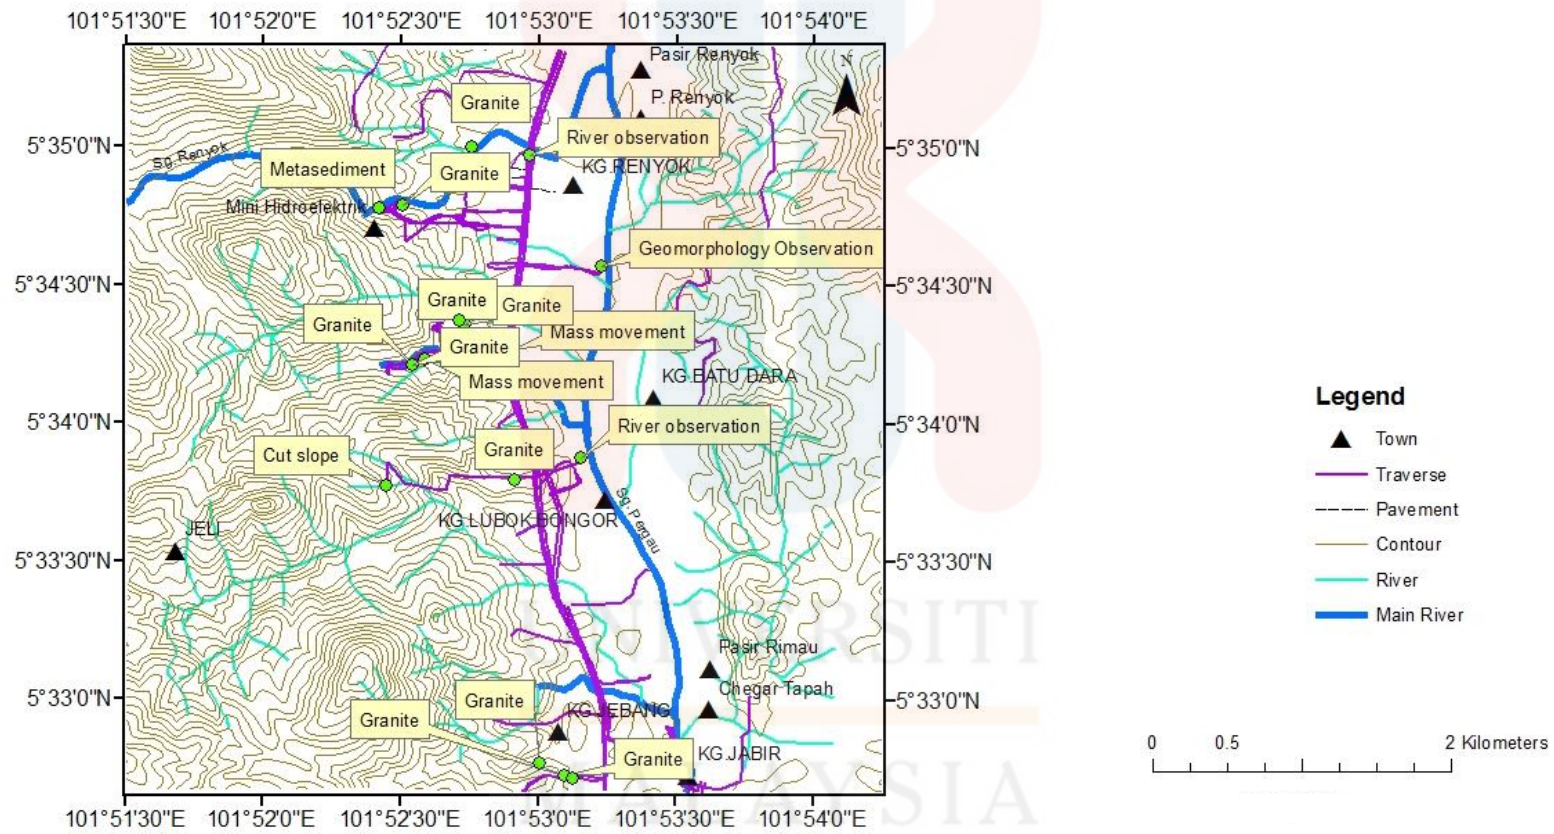 101°51'30"E 101°52'0"E 101°52'30"E 101°53'0"E 101°53'30"E 101°54'0"E
Pasir Renyok
N
P. Renyok
Granite
River observation
5°35'0"N
5°35'0"N
Sg. Renyok
Metasediment
Granite
KG.RENYOK
Mini Hidroelektrik
Geomorphology Observation
5°34'30"N
5°34'30"N
Granite
Granite
Granite
Mass movement
Granite
Mass movement
KG.BATU DARA
5°34'0"N
5°34'0"N
River observation
Granite
Cut slope
Sg. Pergau
KG.LUBOK BONGOR
JELI
5°33'30"N
5°33'30"N
UNIVERSITI
Pasir Rimau
Chegar Tapah
5°33'0"N
5°33'0"N
Granite
Granite
KG.JEBANG
Granite
KG.JABIR
MALAYSIA
101°51'30"E 101°52'0"E 101°52'30"E 101°53'0"E 101°53'30"E 101°54'0"E
Legend
Town
Traverse
Pavement
Contour
River
Main River
0 0.5 2 Kilometers